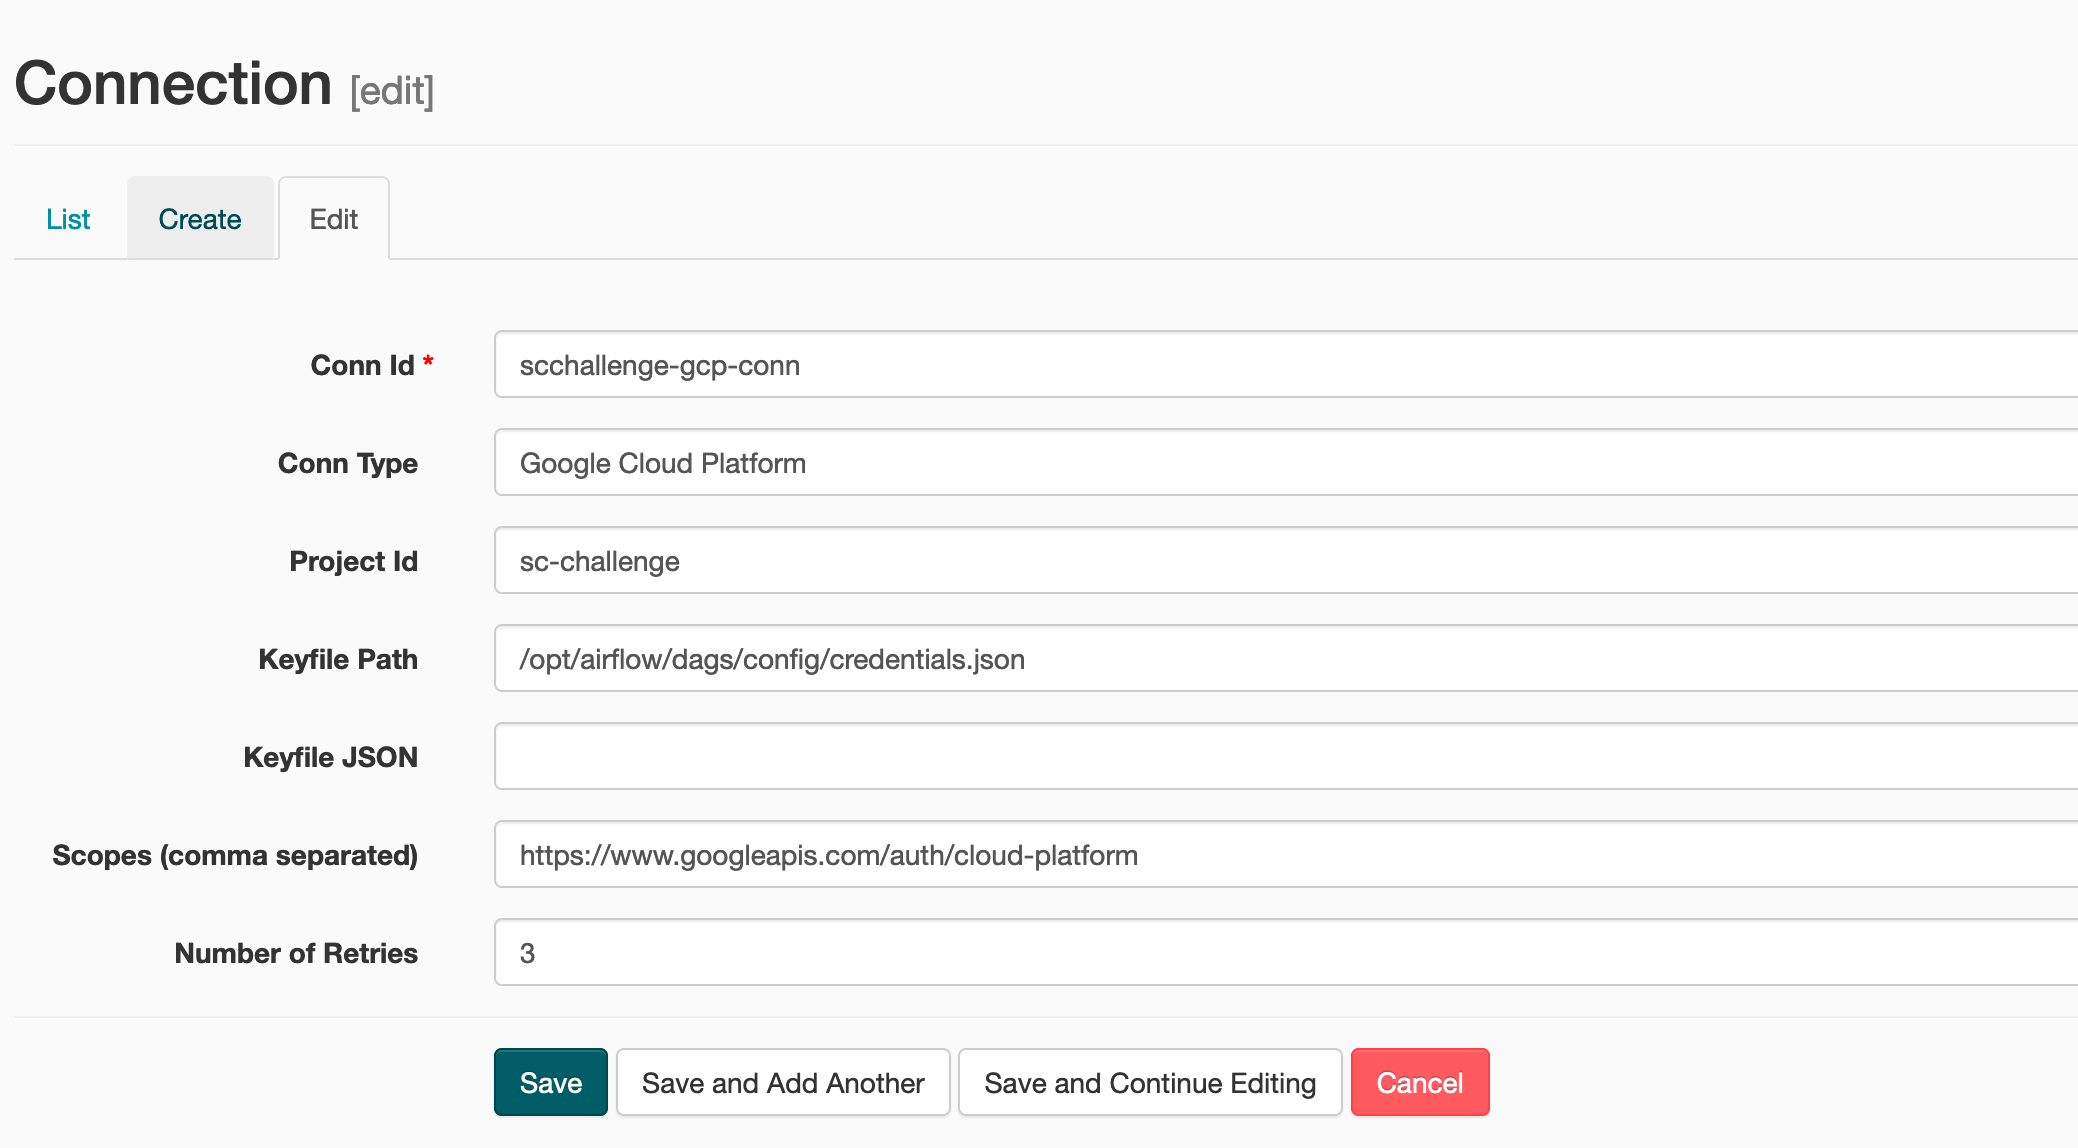 Connection [edit]
List Create Edit
Conn Id * scchallenge-gcp-conn
Conn Type Google Cloud Platform
Project Id sc-challenge
Keyfile Path /opt/airflow/dags/config/credentials.json
Keyfile JSON
Scopes (comma separated) https://www.googleapis.com/auth/cloud-platform
Number of Retries 3
Save Save and Add Another Save and Continue Editing Cancel